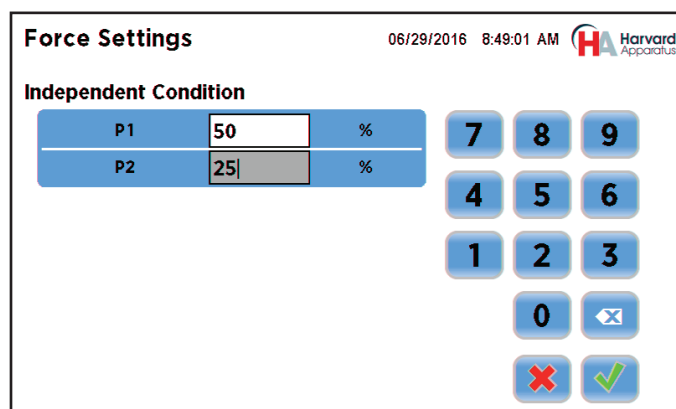 Force Settings
06/29/2016 8:49:01 AM
HA Harvard
Apparatus
Independent Condition
P1 50 %
P2 25 %
7 8 9
4 5 6
1 2 3
0